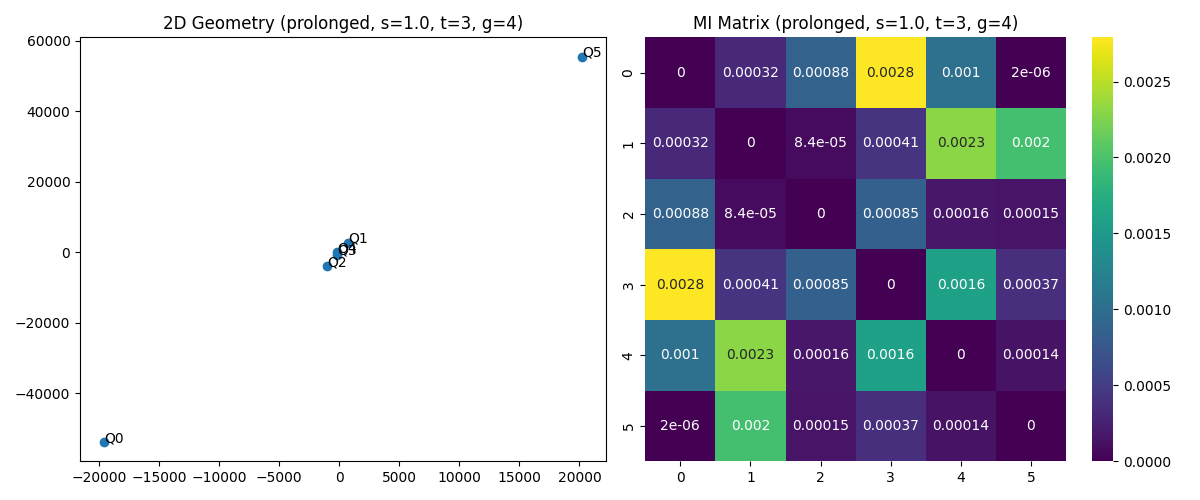 2D Geometry (prolonged, s=1.0, t=3, g=4)
60000
40000
20000
0
−20000
−40000
−20000 −15000 −10000 −5000 0 5000 10000 15000 20000
Q5
Q1
Q4
Q3
Q2
Q0
MI Matrix (prolonged, s=1.0, t=3, g=4)
0 0 0.00032 0.00088 0.0028 0.001 2e-06
1 0.00032 0 8.4e-05 0.00041 0.0023 0.002
2 0.00088 8.4e-05 0 0.00085 0.00016 0.00015
3 0.0028 0.00041 0.00085 0 0.0016 0.00037
4 0.001 0.0023 0.00016 0.0016 0 0.00014
5 2e-06 0.002 0.00015 0.00037 0.00014 0
0 1 2 3 4 5
0.0025
0.0020
0.0015
0.0010
0.0005
0.0000